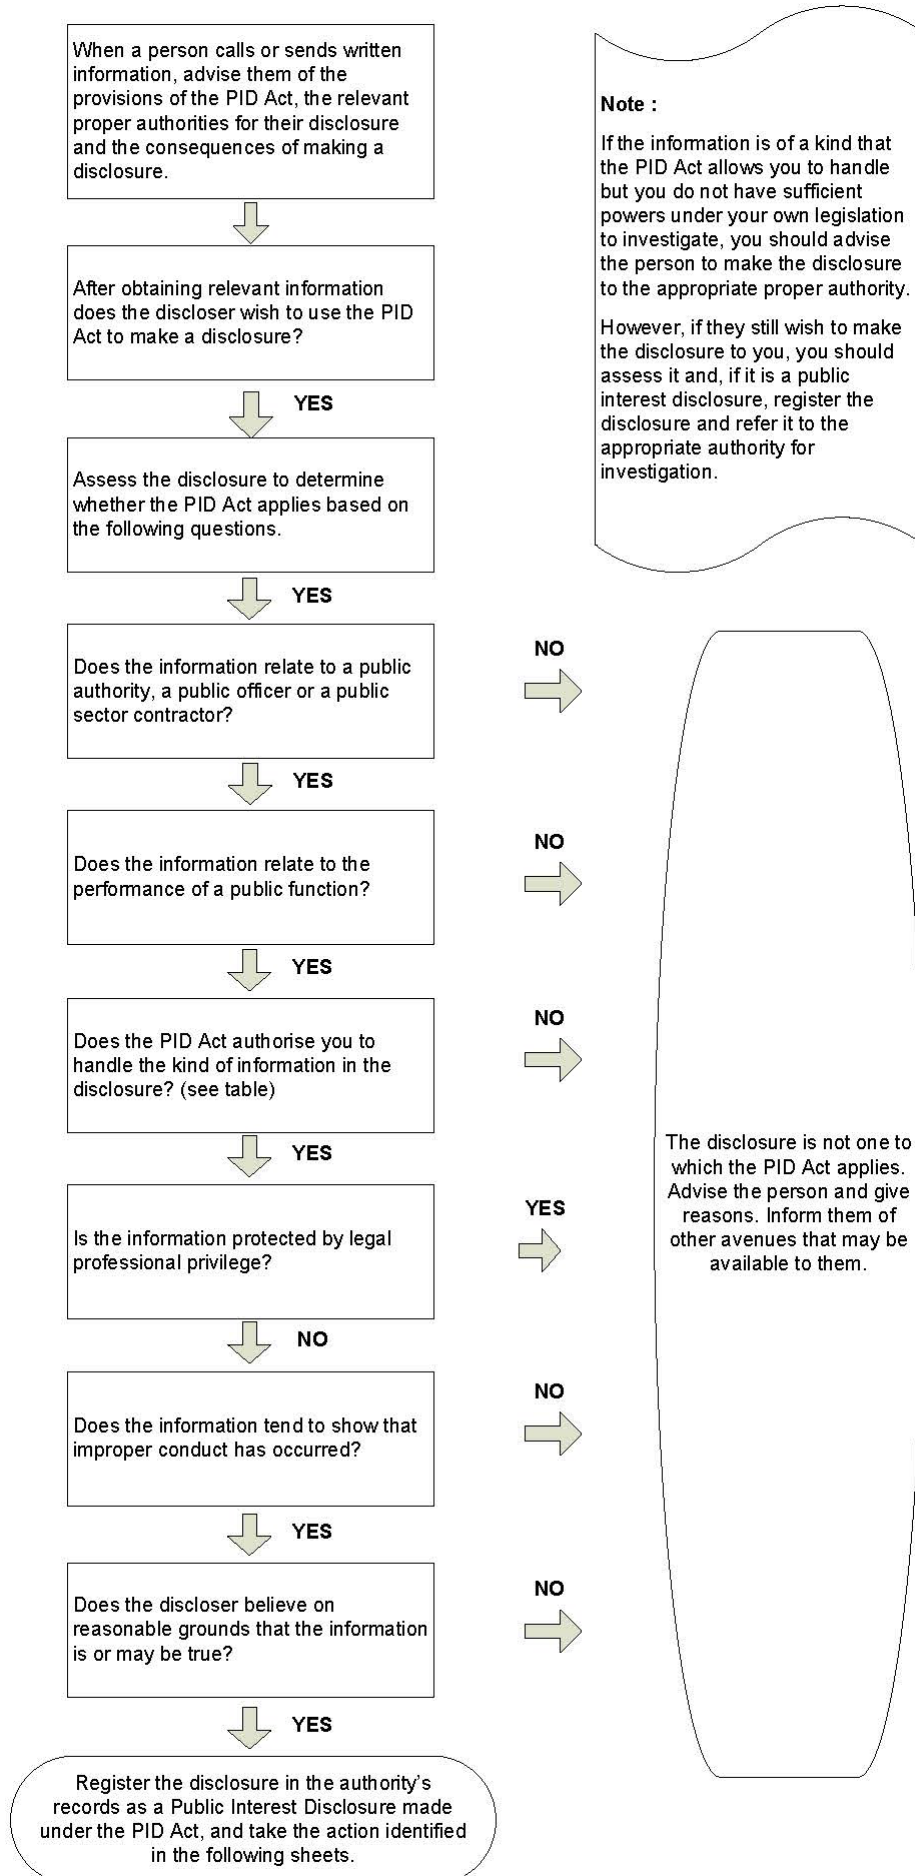 When a person calls or sends written
information, advise them of the
provisions of the PID Act, the relevant
proper authorities for their disclosure
and the consequences of making a
disclosure.
After obtaining relevant information
does the discloser wish to use the PID
Act to make a disclosure?
YES
Assess the disclosure to determine
whether the PID Act applies based on
the following questions.
YES
Does the information relate to a public
authority, a public officer or a public
sector contractor?
NO
YES
Does the information relate to the
performance of a public function?
NO
YES
Does the PID Act authorise you to
handle the kind of information in the
disclosure? (see table)
NO
YES
Is the information protected by legal
professional privilege?
YES
NO
Does the information tend to show that
improper conduct has occurred?
NO
YES
Does the discloser believe on
reasonable grounds that the information
is or may be true?
NO
YES
Register the disclosure in the authority's
records as a Public Interest Disclosure made
under the PID Act, and take the action identified
in the following sheets.
Note :
If the information is of a kind that
the PID Act allows you to handle
but you do not have sufficient
powers under your own legislation
to investigate, you should advise
the person to make the disclosure
to the appropriate proper authority.
However, if they still wish to make
the disclosure to you, you should
assess it and, if it is a public
interest disclosure, register the
disclosure and refer it to the
appropriate authority for
investigation.
The disclosure is not one to
which the PID Act applies.
Advise the person and give
reasons. Inform them of
other avenues that may be
available to them.